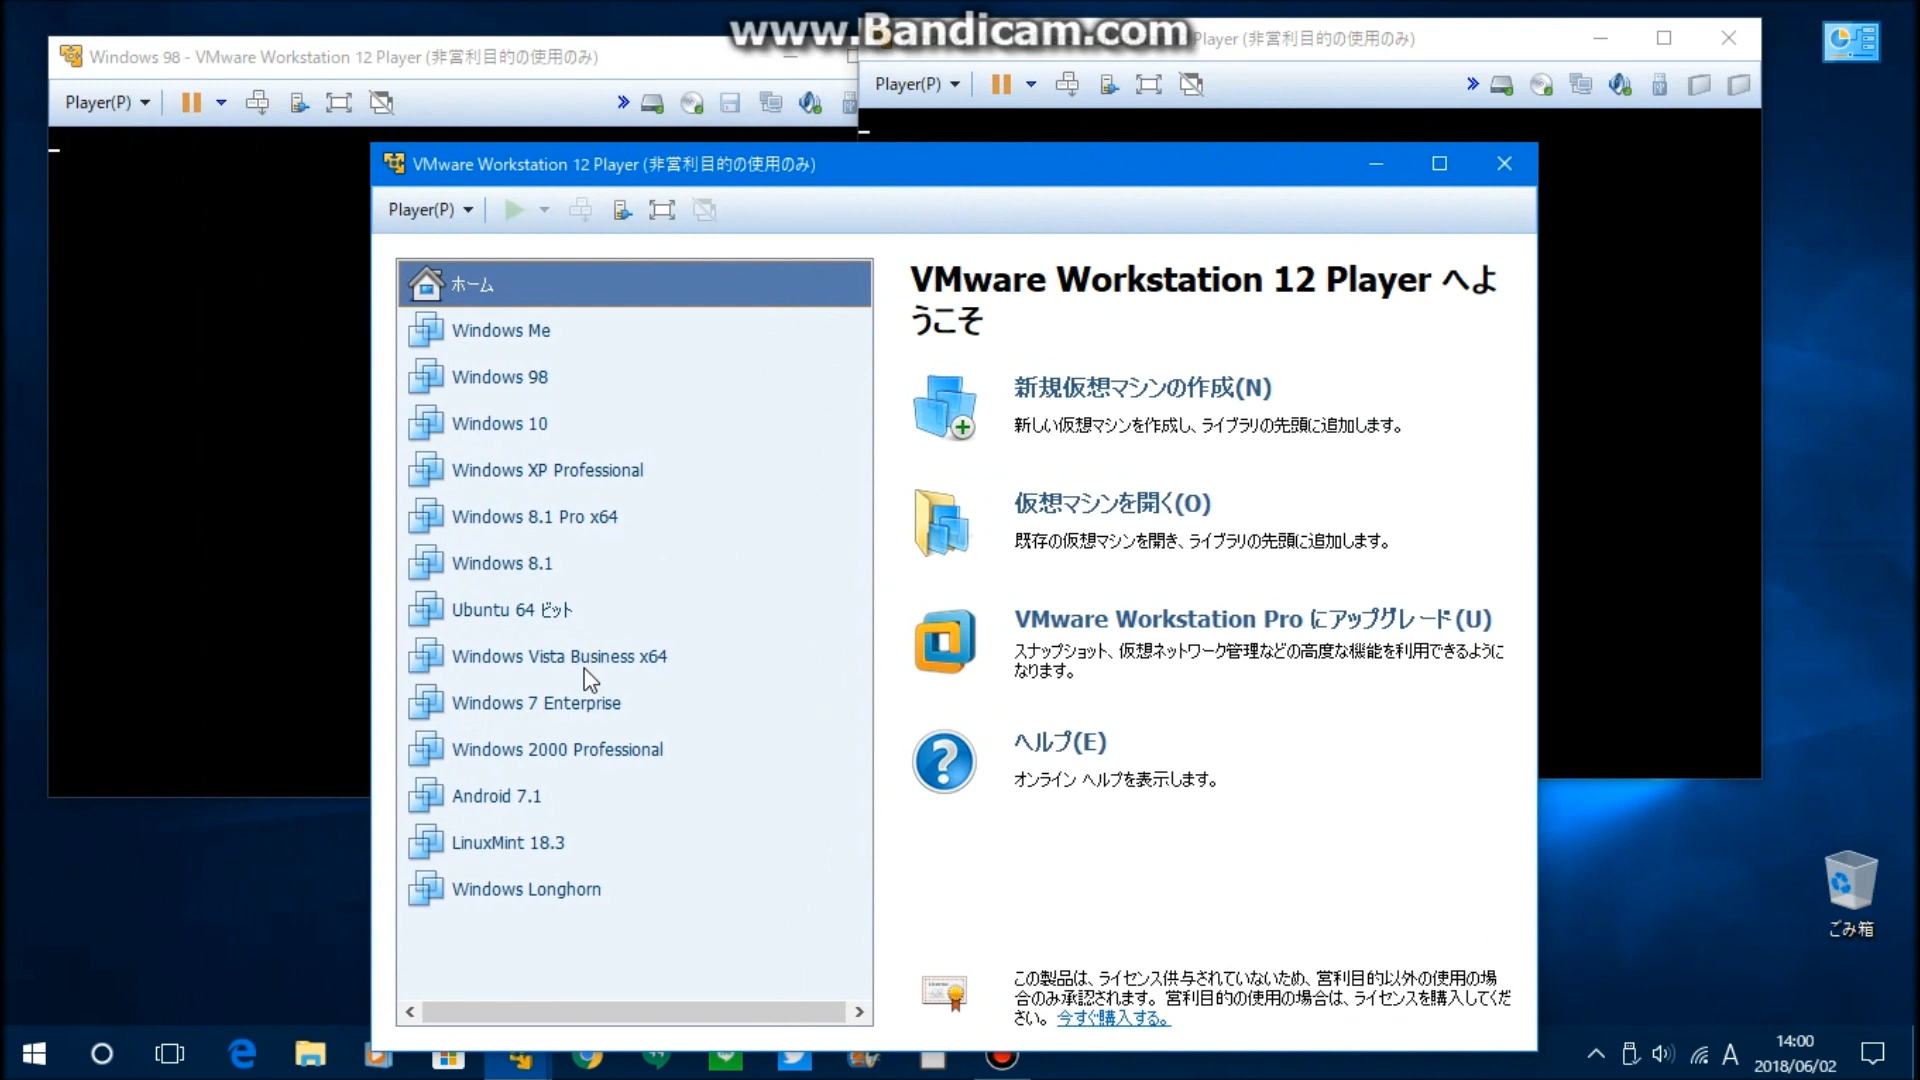 www.Bandicam.com
Windows 98 - VMware Workstation 12 Player (非営利目的の使用のみ)
Player (非営利目的の使用のみ)
Player(P)
Player(P)
VMware Workstation 12 Player (非営利目的の使用のみ)
Player(P)
ホーム
Windows Me
Windows 98
Windows 10
Windows XP Professional
Windows 8.1 Pro x64
Windows 8.1
Ubuntu 64 ビット
Windows Vista Business x64
Windows 7 Enterprise
Windows 2000 Professional
Android 7.1
LinuxMint 18.3
Windows Longhorn
VMware Workstation 12 Player へよ
うこそ
新規仮想マシンの作成(N)
新しい仮想マシンを作成し、ライブラリの先頭に追加します。
仮想マシンを開く(O)
既存の仮想マシンを開き、ライブラリの先頭に追加します。
VMware Workstation Pro にアップグレード(U)
スナップショット、仮想ネットワーク管理などの高度な機能を利用できるように
なります。
ヘルプ(E)
オンライン ヘルプを表示します。
この製品は、ライセンス供与されていないため、営利目的以外の使用の場
合のみ承認されます。営利目的の使用の場合は、ライセンスを購入してくだ
さい。今すぐ購入する。
ごみ箱
A
14:00
2018/06/02